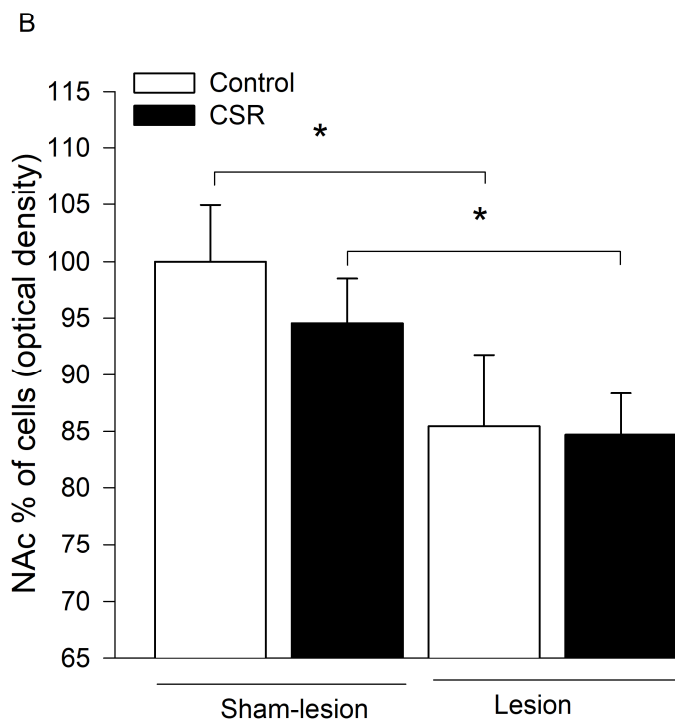 B
Control
CSR
115
110
105
100
95
90
85
80
75
70
65
NAc % of cells (optical density)
*
*
Sham-lesion
Lesion